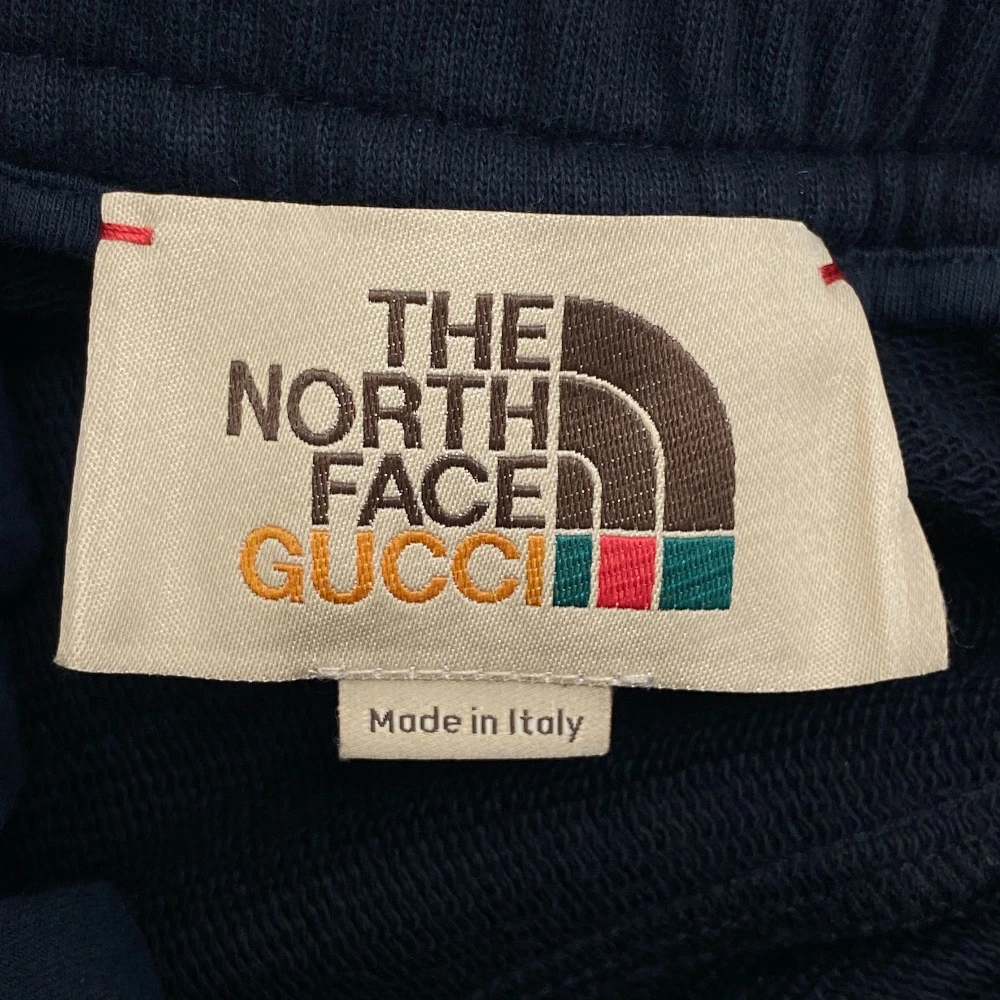 THE
NORTH
FACE
GUCCI
Made in Italy